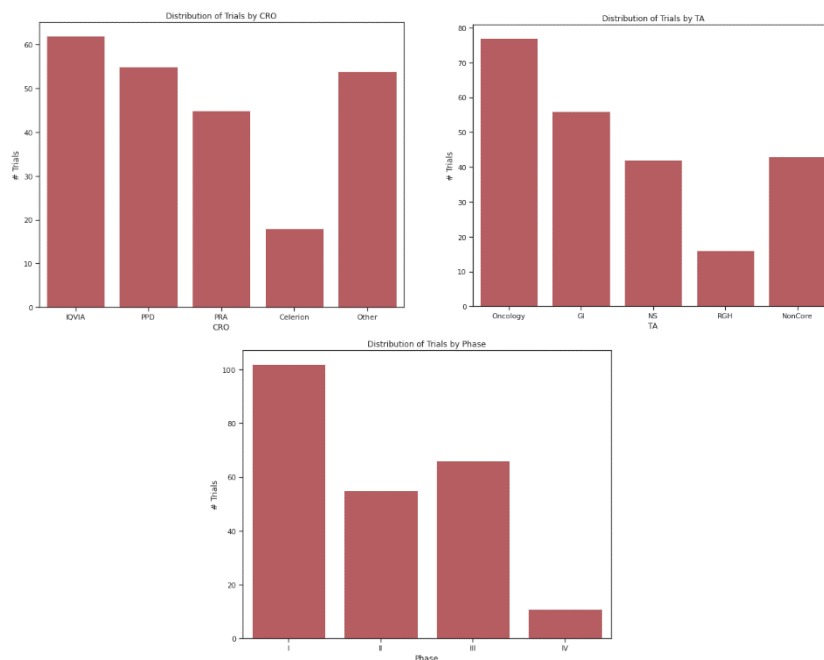 Distribution of Trials by CRO
60
50
40
30
20
10
0
# Trials
IQVIA PPD PRA Celerion Other
CRO
Distribution of Trials by TA
80
70
60
50
40
30
20
10
0
# Trials
Oncology GI NS RGH NonCore
TA
Distribution of Trials by Phase
100
80
60
40
20
0
# Trials
I II III IV
Phase